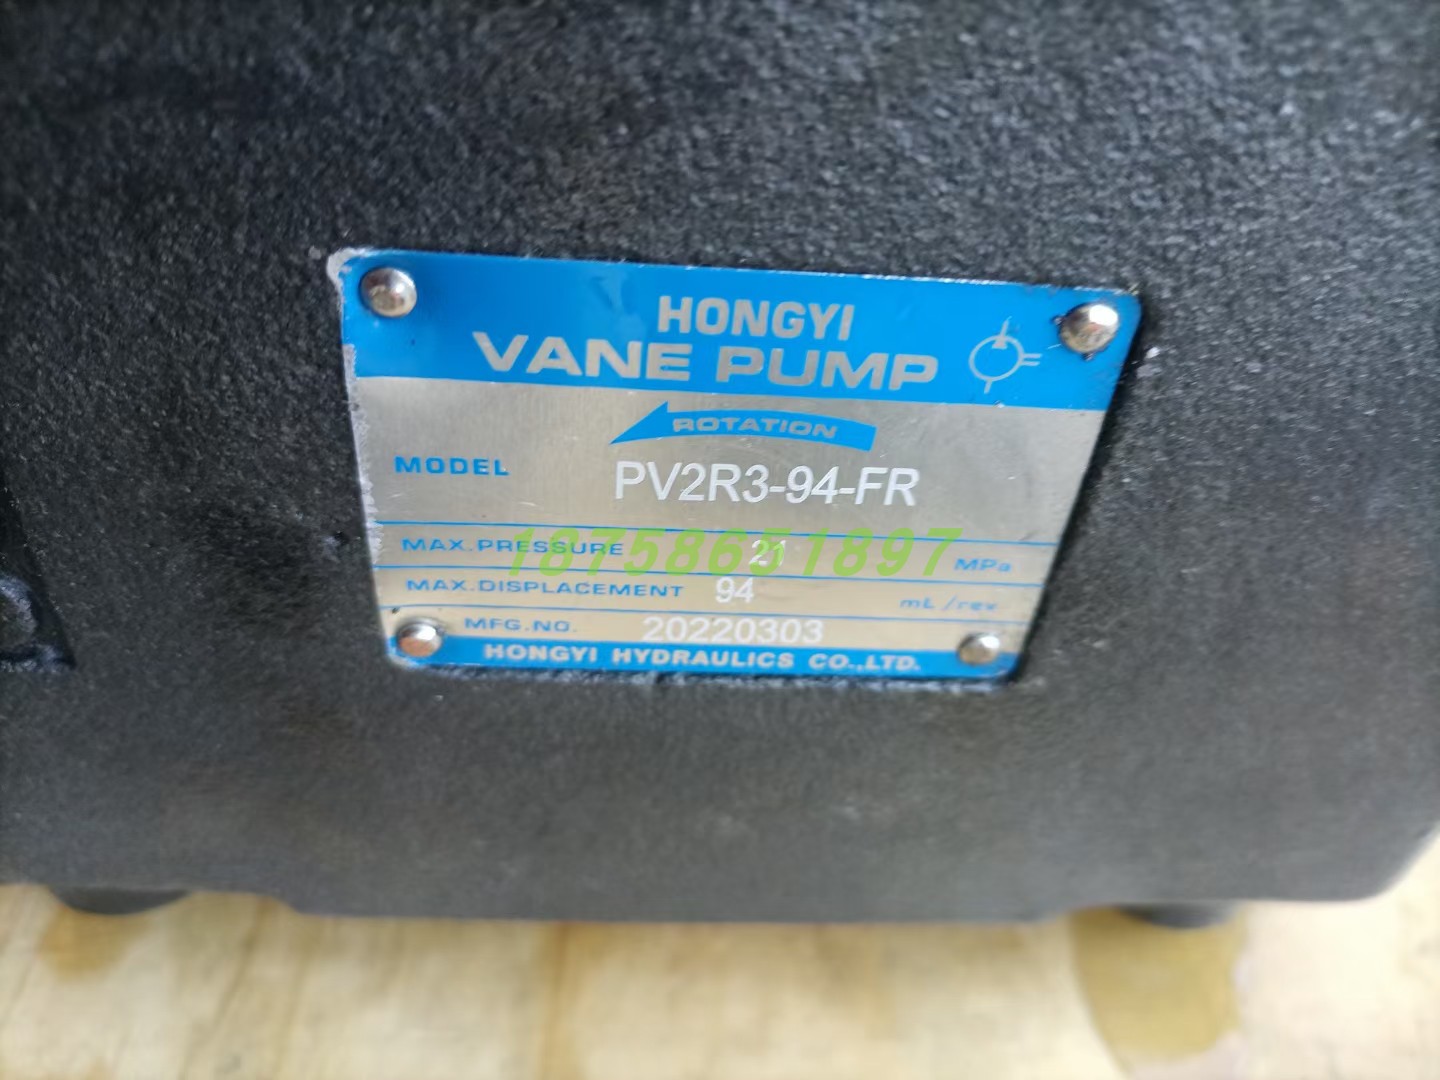 HONGYI
VANE PUMP
ROTATION
MODEL PV2R3-94-FR
MAX.PRESSURE 21 MPa
18758651897
MAX.DISPLACEMENT 94 mL/rev
MFG.NO. 20220303
HONGYI HYDRAULICS CO.,LTD.